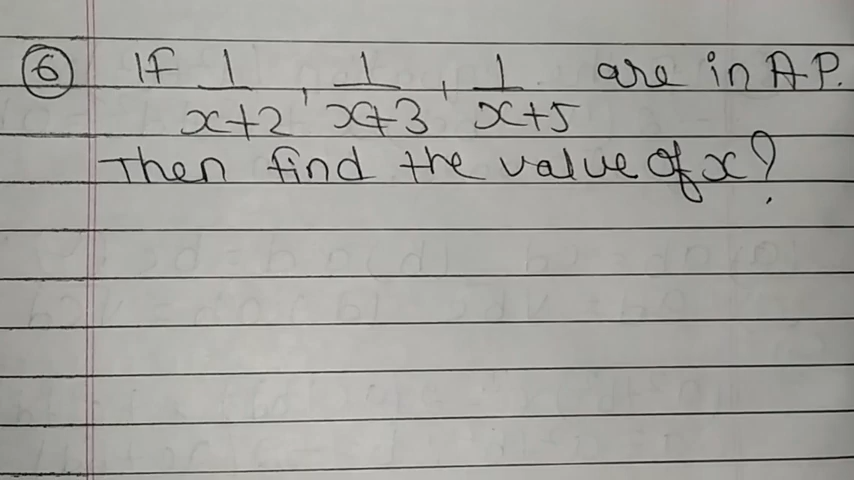 6 If 1/x+2, 1/x+3, 1/x+5 are in A.P.
Then find the value of x?